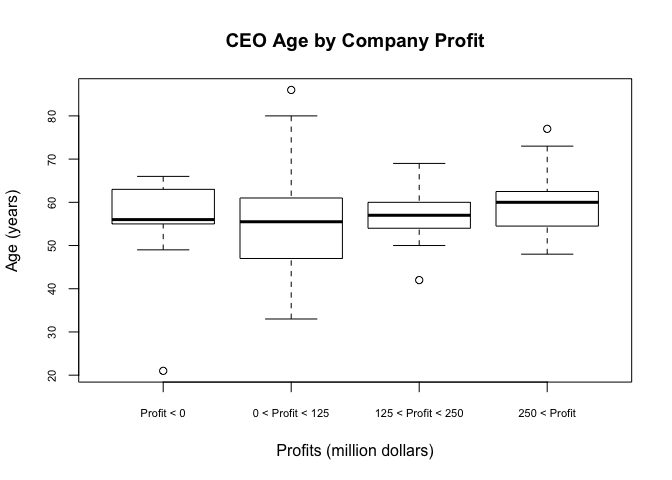 CEO Age by Company Profit
Age (years)
80
70
60
50
40
30
20
Profit < 0
0 < Profit < 125
125 < Profit < 250
250 < Profit
Profits (million dollars)